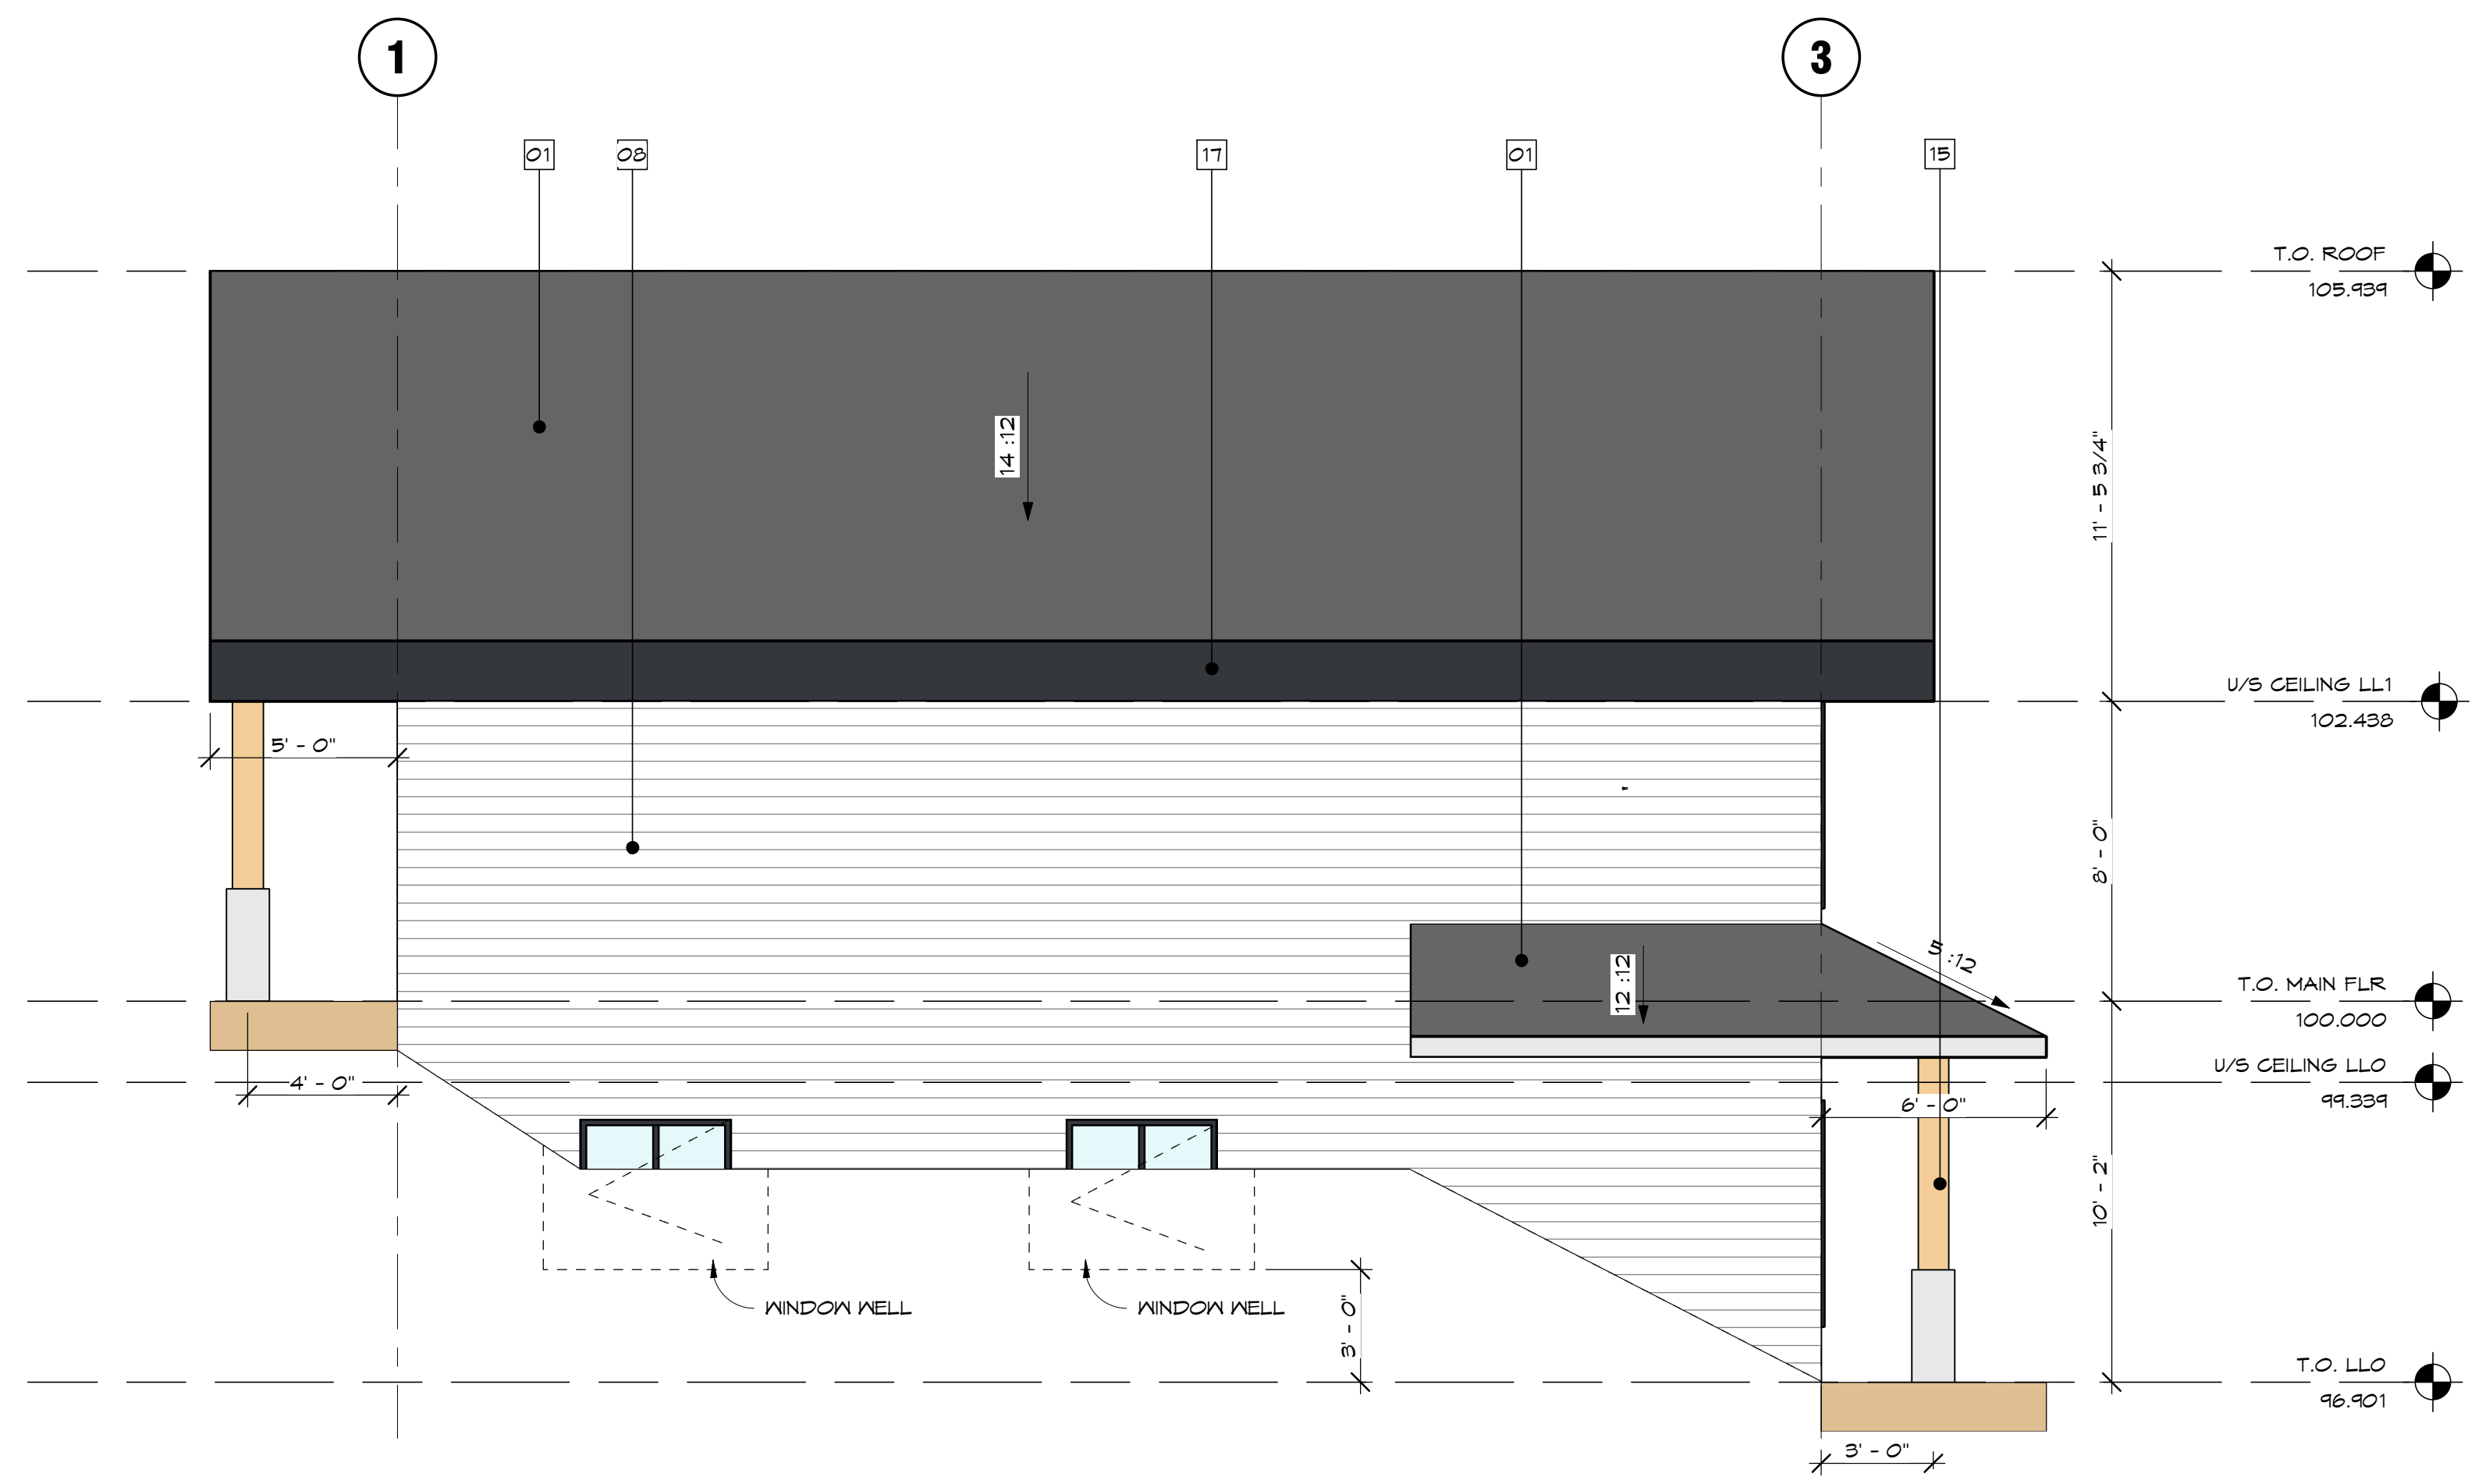 1
3
01
08
17
01
15
T.O. ROOF
105.939
14 :12
11' - 5 3/4"
U/S CEILING LL1
102.438
5' - 0"
8' - 0"
5 :12
12 :12
T.O. MAIN FLR
100.000
U/S CEILING LL0
99.339
4' - 0"
6' - 0"
10' - 2"
WINDOW WELL
WINDOW WELL
3' - 0"
T.O. LL0
96.901
3' - 0"